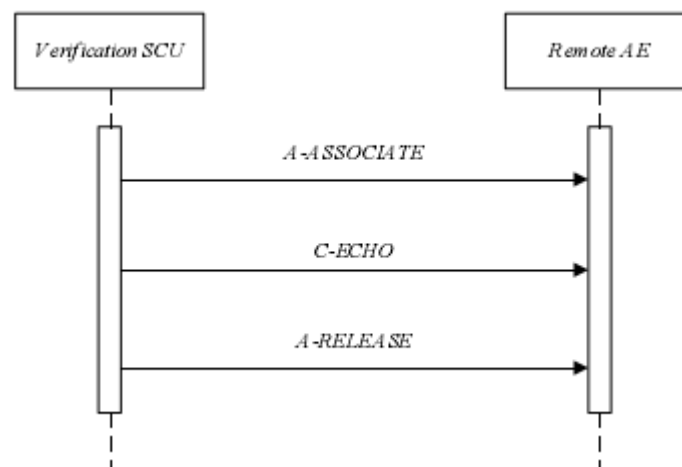 Verification SCU
Remote AE
A-ASSOCIATE
C-ECHO
A-RELEASE